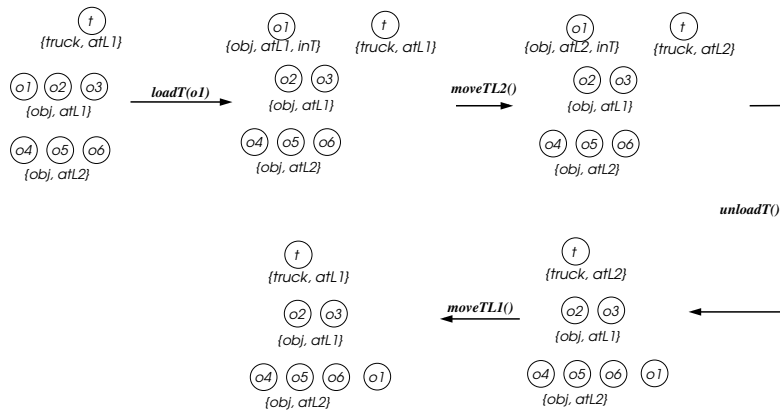 t
{truck, atL1}
o1 o2 o3
{obj, atL1}
o4 o5 o6
{obj, atL2}
loadT(o1)
o1
{obj, atL1, inT}
t
{truck, atL1}
o2 o3
{obj, atL1}
o4 o5 o6
{obj, atL2}
moveTL2()
o1
{obj, atL2, inT}
t
{truck, atL2}
o2 o3
{obj, atL1}
o4 o5 o6
{obj, atL2}
unloadT()
t
{truck, atL2}
o2 o3
{obj, atL1}
o4 o5 o6 o1
{obj, atL2}
moveTL1()
t
{truck, atL1}
o2 o3
{obj, atL1}
o4 o5 o6 o1
{obj, atL2}